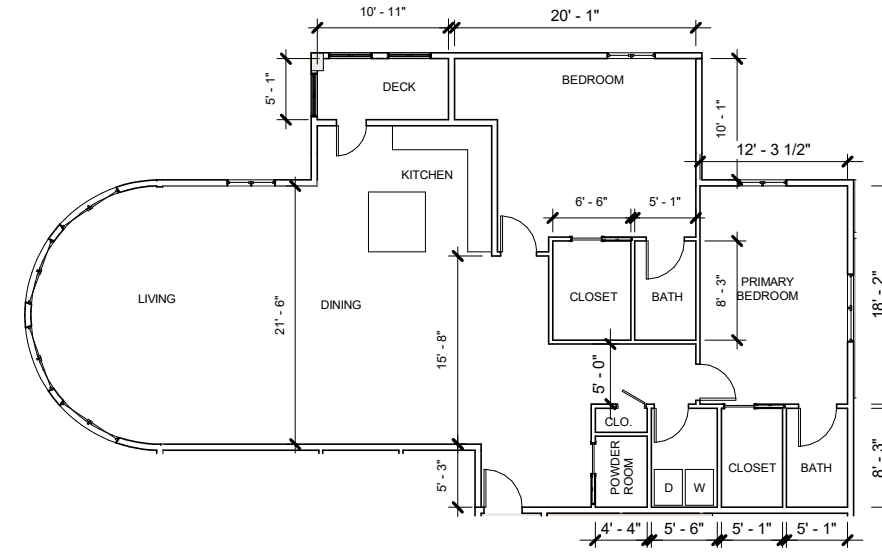 10' - 11"
20' - 1"
5' - 1"
DECK
BEDROOM
10' - 1"
12' - 3 1/2"
KITCHEN
6' - 6"
5' - 1"
LIVING
DINING
21' - 6"
15' - 8"
CLOSET
BATH
8' - 3"
PRIMARY
BEDROOM
18' - 2"
5' - 0"
CLO.
5' - 3"
POWDER
ROOM
D
W
CLOSET
BATH
8' - 3"
4' - 4"
5' - 6"
5' - 1"
5' - 1"